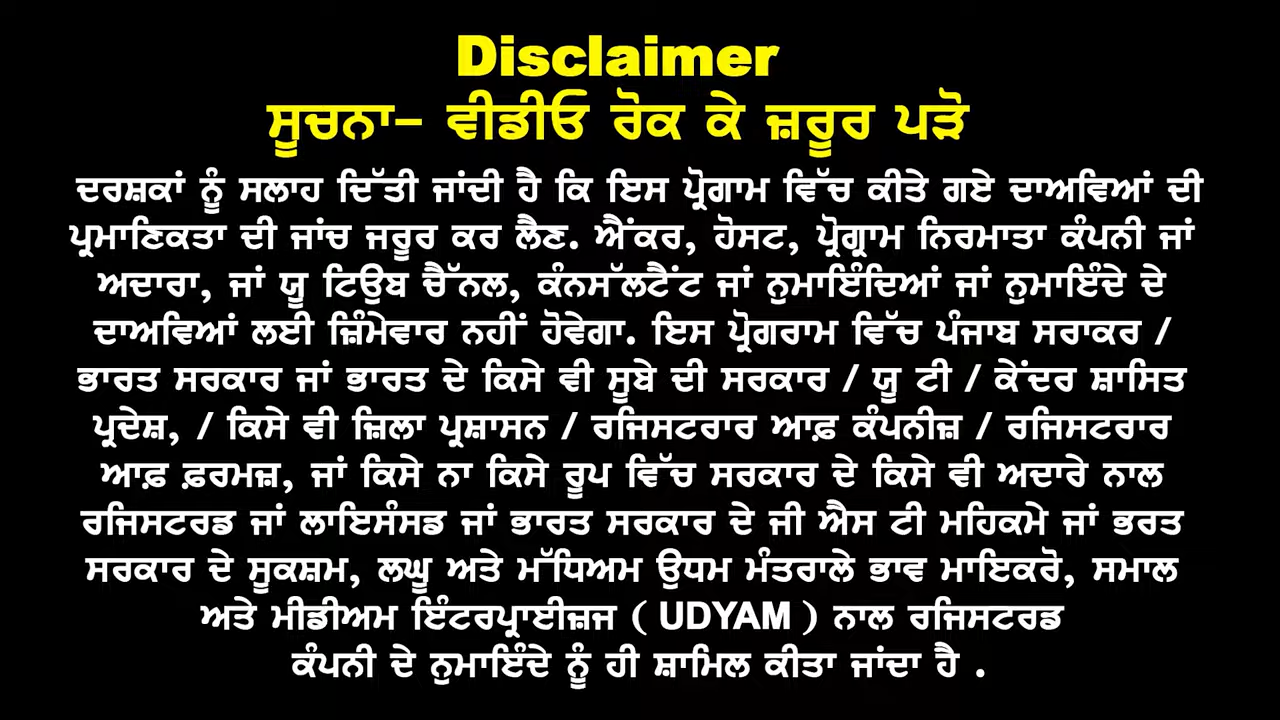 Disclaimer
ਸੂਚਨਾ- ਵੀਡੀਓ ਰੋਕ ਕੇ ਜ਼ਰੂਰ ਪੜੋ
ਦਰਸ਼ਕਾਂ ਨੂੰ ਸਲਾਹ ਦਿੱਤੀ ਜਾਂਦੀ ਹੈ ਕਿ ਇਸ ਪ੍ਰੋਗਾਮ ਵਿੱਚ ਕੀਤੇ ਗਏ ਦਾਅਵਿਆਂ ਦੀ
ਪ੍ਰਮਾਣਿਕਤਾ ਦੀ ਜਾਂਚ ਜਰੂਰ ਕਰ ਲੈਣ. ਐਂਕਰ, ਹੋਸਟ, ਪ੍ਰੋਗ੍ਰਾਮ ਨਿਰਮਾਤਾ ਕੰਪਨੀ ਜਾਂ
ਅਦਾਰਾ, ਜਾਂ ਯੂ ਟਿਉਬ ਚੈੱਨਲ, ਕੰਨਸੱਲਟੈਂਟ ਜਾਂ ਨੁਮਾਇੰਦਿਆਂ ਜਾਂ ਨੁਮਾਇੰਦੇ ਦੇ
ਦਾਅਵਿਆਂ ਲਈ ਜ਼ਿੰਮੇਵਾਰ ਨਹੀਂ ਹੋਵੇਗਾ. ਇਸ ਪ੍ਰੋਗਰਾਮ ਵਿੱਚ ਪੰਜਾਬ ਸਰਾਕਰ /
ਭਾਰਤ ਸਰਕਾਰ ਜਾਂ ਭਾਰਤ ਦੇ ਕਿਸੇ ਵੀ ਸੂਬੇ ਦੀ ਸਰਕਾਰ / ਯੂ ਟੀ / ਕੇਂਦਰ ਸ਼ਾਸਿਤ
ਪ੍ਰਦੇਸ਼, / ਕਿਸੇ ਵੀ ਜ਼ਿਲਾ ਪ੍ਰਸ਼ਾਸਨ / ਰਜਿਸਟਰਾਰ ਆਫ਼ ਕੰਪਨੀਜ਼ / ਰਜਿਸਟਰਾਰ
ਆਫ਼ ਫ਼ਰਮਜ਼, ਜਾਂ ਕਿਸੇ ਨਾ ਕਿਸੇ ਰੂਪ ਵਿੱਚ ਸਰਕਾਰ ਦੇ ਕਿਸੇ ਵੀ ਅਦਾਰੇ ਨਾਲ
ਰਜਿਸਟਰਡ ਜਾਂ ਲਾਇਸੰਸਡ ਜਾਂ ਭਾਰਤ ਸਰਕਾਰ ਦੇ ਜੀ ਐਸ ਟੀ ਮਹਿਕਮੇ ਜਾਂ ਭਰਤ
ਸਰਕਾਰ ਦੇ ਸੂਕਸ਼ਮ, ਲਘੂ ਅਤੇ ਮੱਧਿਅਮ ਉਧਮ ਮੰਤਰਾਲੇ ਭਾਵ ਮਾਇਕਰੋ, ਸਮਾਲ
ਅਤੇ ਮੀਡੀਅਮ ਇੰਟਰਪ੍ਰਾਈਜ਼ਜ ( UDYAM ) ਨਾਲ ਰਜਿਸਟਰਡ
ਕੰਪਨੀ ਦੇ ਨੁਮਾਇੰਦੇ ਨੂੰ ਹੀ ਸ਼ਾਮਿਲ ਕੀਤਾ ਜਾਂਦਾ ਹੈ .